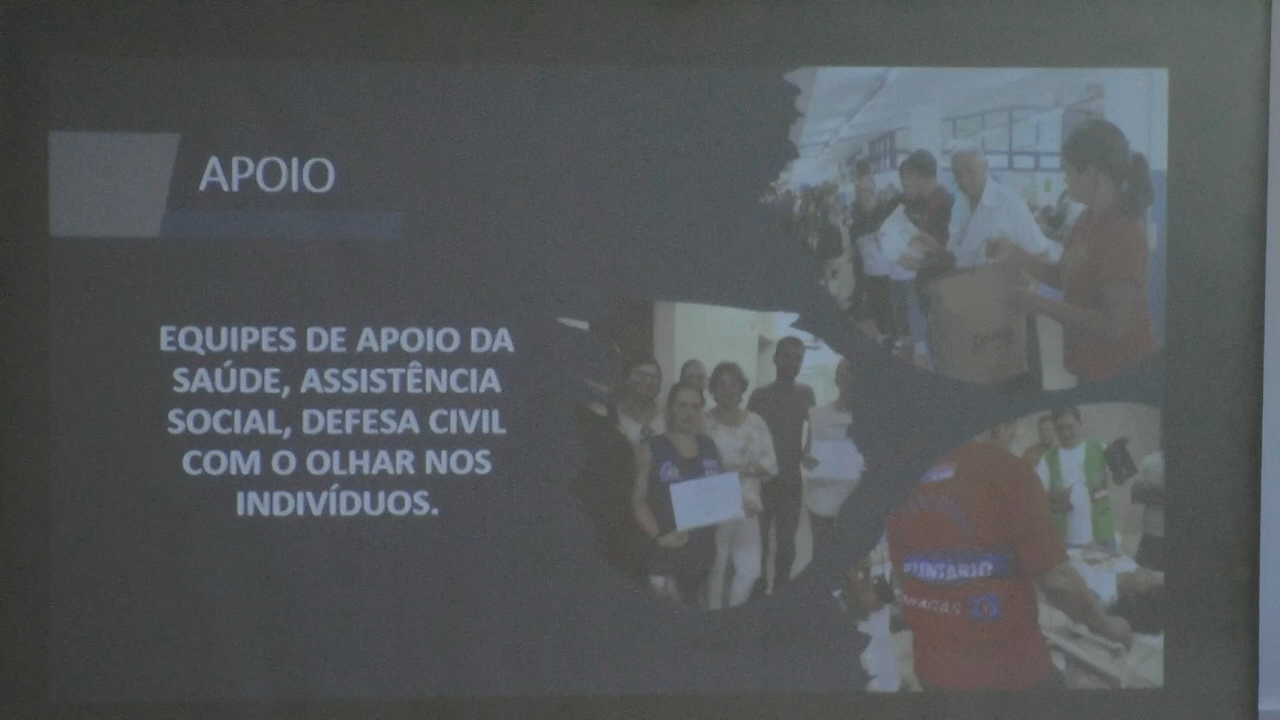 APOIO
EQUIPES DE APOIO DA
SAÚDE, ASSISTÊNCIA
SOCIAL, DEFESA CIVIL
COM O OLHAR NOS
INDIVÍDUOS.